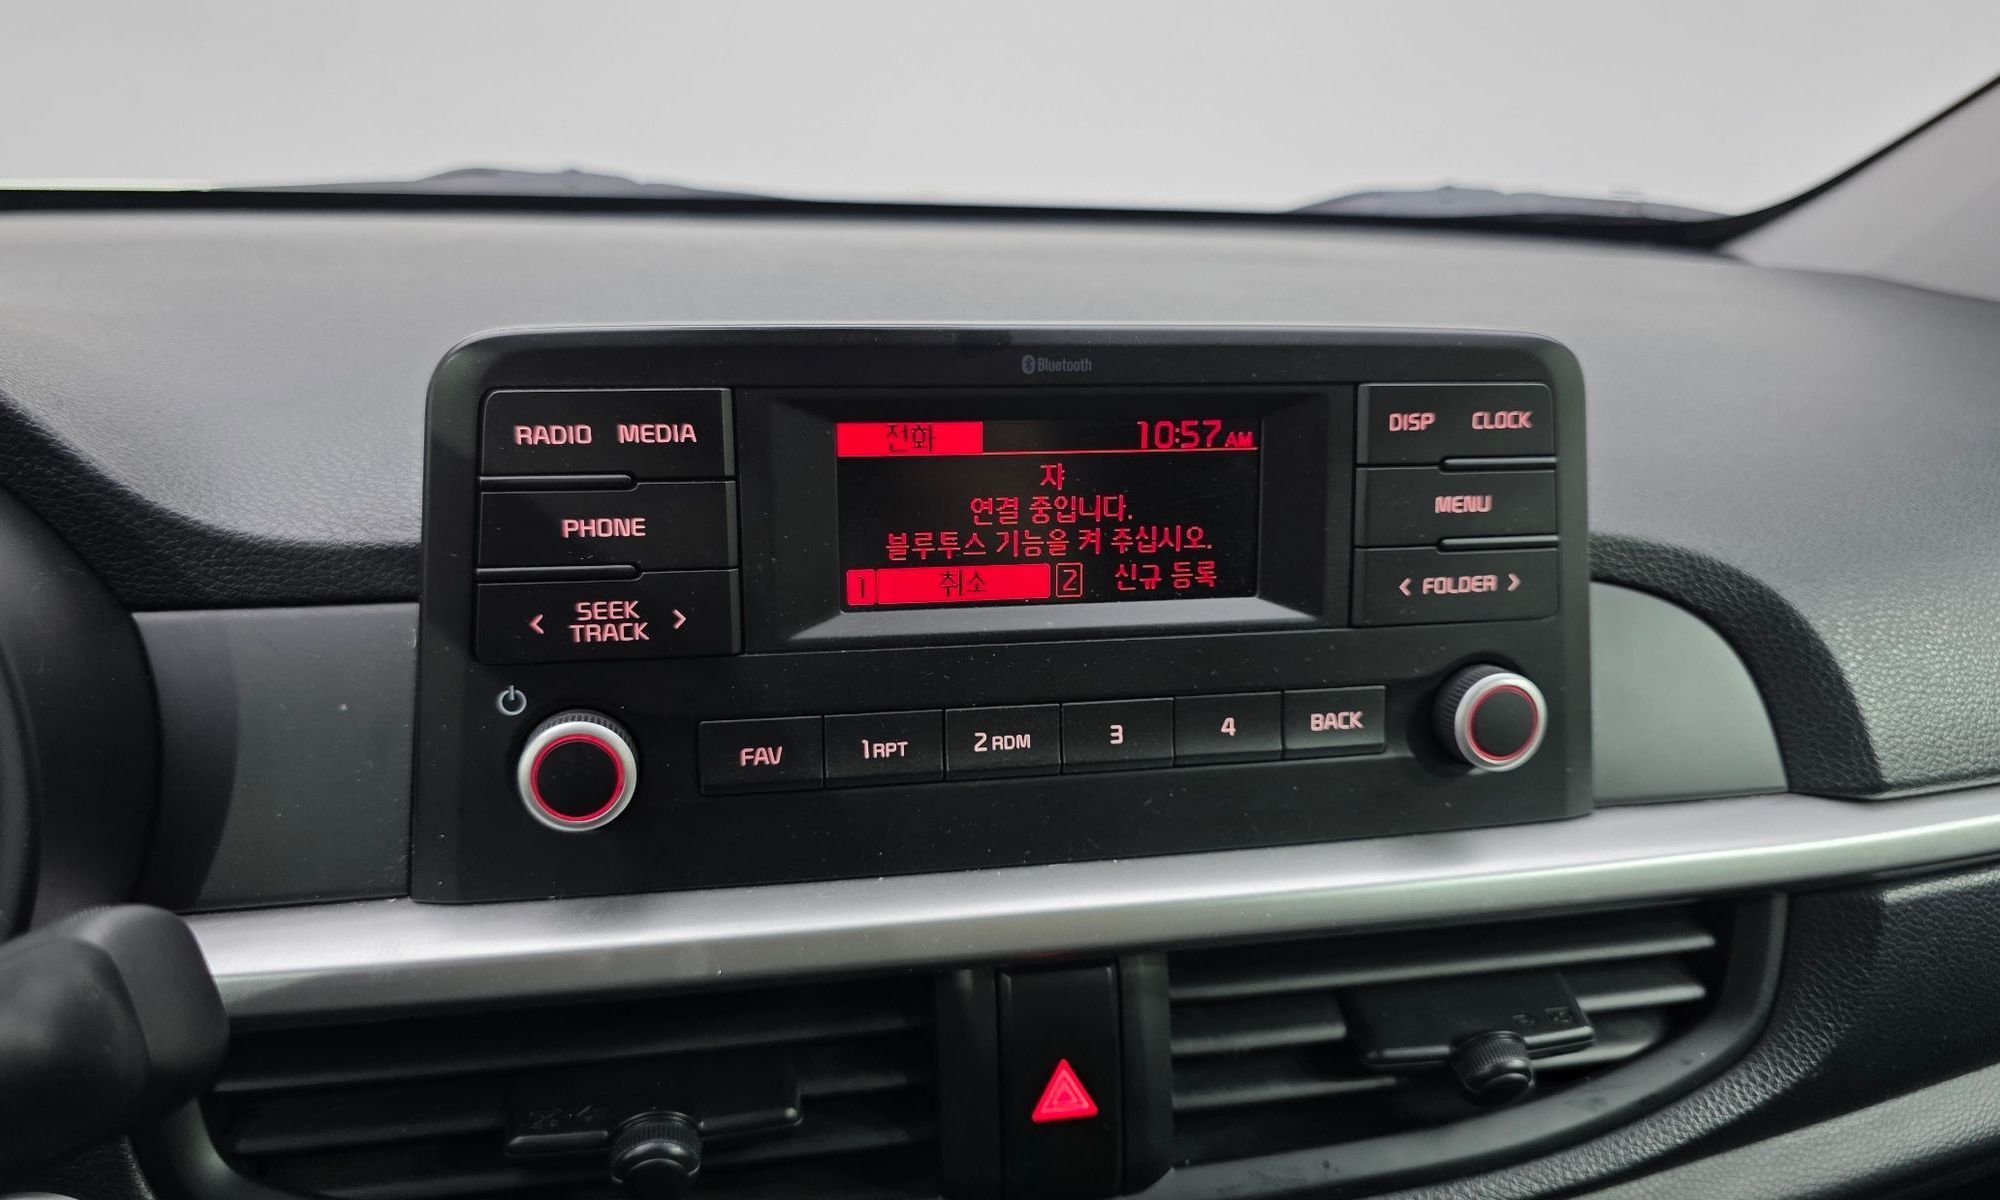 Bluetooth
RADIO MEDIA
PHONE
SEEK
TRACK
전화 10:57 AM
쟈
연결 중입니다.
블루투스 기능을 켜 주십시오.
1 취소 2 신규 등록
DISP CLOCK
MENU
< FOLDER >
FAV 1 RPT 2 RDM 3 4 BACK